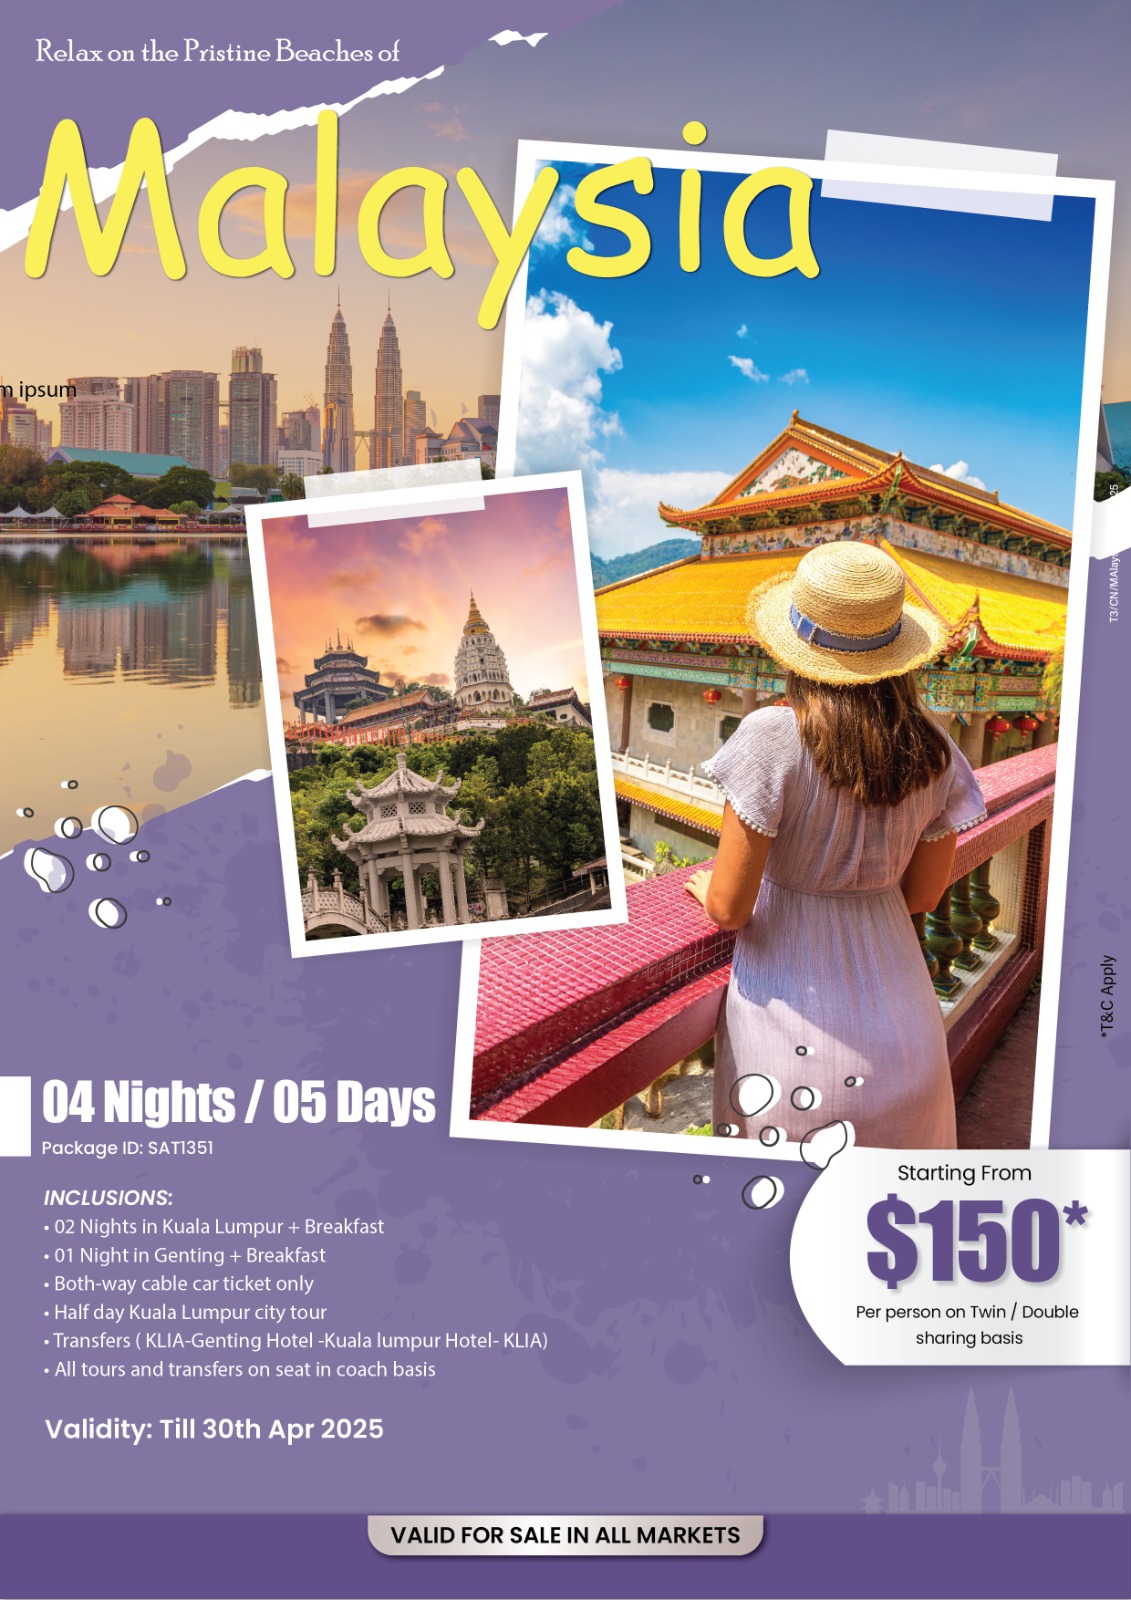 Relax on the Pristine Beaches of
Malaysia
m ipsum
T3/CN/MAlay
25
*T&C Apply
04 Nights / 05 Days
Package ID: SAT1351
INCLUSIONS:
• 02 Nights in Kuala Lumpur + Breakfast
• 01 Night in Genting + Breakfast
• Both-way cable car ticket only
• Half day Kuala Lumpur city tour
• Transfers ( KLIA-Genting Hotel -Kuala lumpur Hotel- KLIA)
• All tours and transfers on seat in coach basis
Validity: Till 30th Apr 2025
Starting From
$150*
Per person on Twin / Double
sharing basis
VALID FOR SALE IN ALL MARKETS